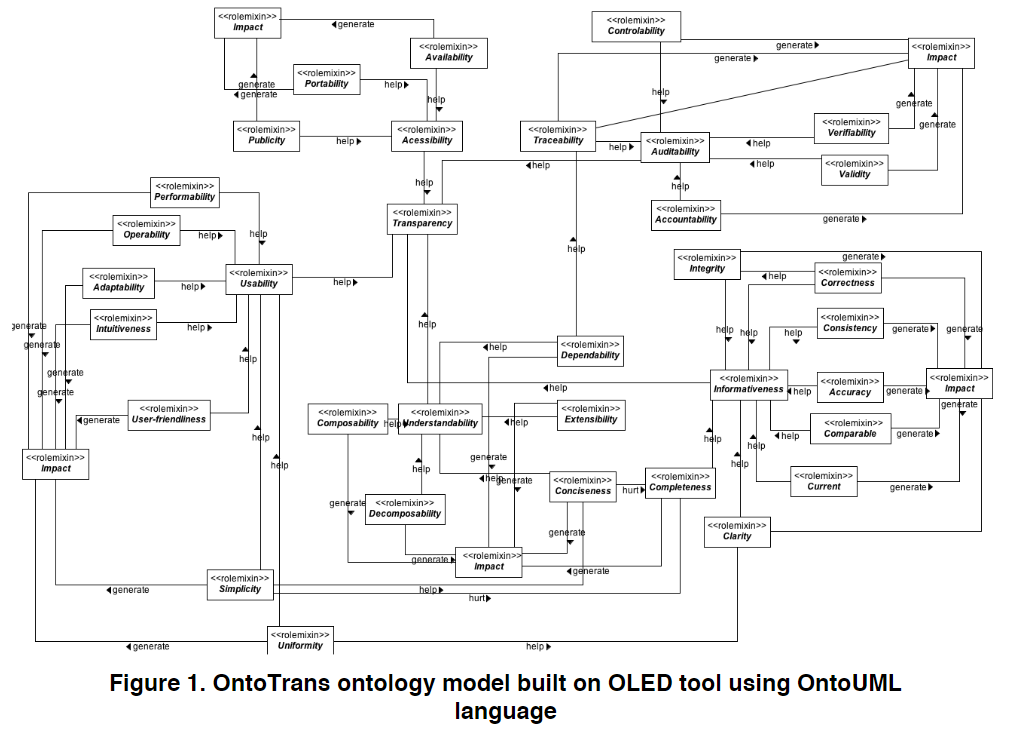 <<rolemixin>>
Impact
generate
<<rolemixin>>
Availability
<<rolemixin>>
Portability
generate
generate
help
help
<<rolemixin>>
Publicity
help
<<rolemixin>>
Acessibility
help
<<rolemixin>>
Controlability
generate
generate
<<rolemixin>>
Impact
help
generate
generate
<<rolemixin>>
Traceability
help
<<rolemixin>>
Auditability
<<rolemixin>>
Verifiability
help
<<rolemixin>>
Validity
help
help
<<rolemixin>>
Accountability
generate
help
<<rolemixin>>
Transparency
<<rolemixin>>
Performability
<<rolemixin>>
Operability
help
help
<<rolemixin>>
Adaptability
help
<<rolemixin>>
Usability
help
<<rolemixin>>
Intuitiveness
help
generate
generate
generate
generate
help
<<rolemixin>>
User-friendliness
generate
help
help
<<rolemixin>>
Impact
help
help
<<rolemixin>>
Dependability
help
help
<<rolemixin>>
Integrity
generate
help
<<rolemixin>>
Correctness
help
help
<<rolemixin>>
Consistency
help
generate
generate
<<rolemixin>>
Informativeness
help
<<rolemixin>>
Accuracy
generate
<<rolemixin>>
Impact
generate
<<rolemixin>>
Comparable
help
generate
help
help
help
<<rolemixin>>
Current
generate
<<rolemixin>>
Composability
help
<<rolemixin>>
Understandability
help
<<rolemixin>>
Extensibility
generate
help
help
generate
<<rolemixin>>
Conciseness
hurt
<<rolemixin>>
Completeness
generate
<<rolemixin>>
Decomposability
generate
generate
<<rolemixin>>
Impact
generate
<<rolemixin>>
Clarity
<<rolemixin>>
Simplicity
generate
help
hurt
<<rolemixin>>
Uniformity
generate
help
Figure 1. OntoTrans ontology model built on OLED tool using OntoUML
language